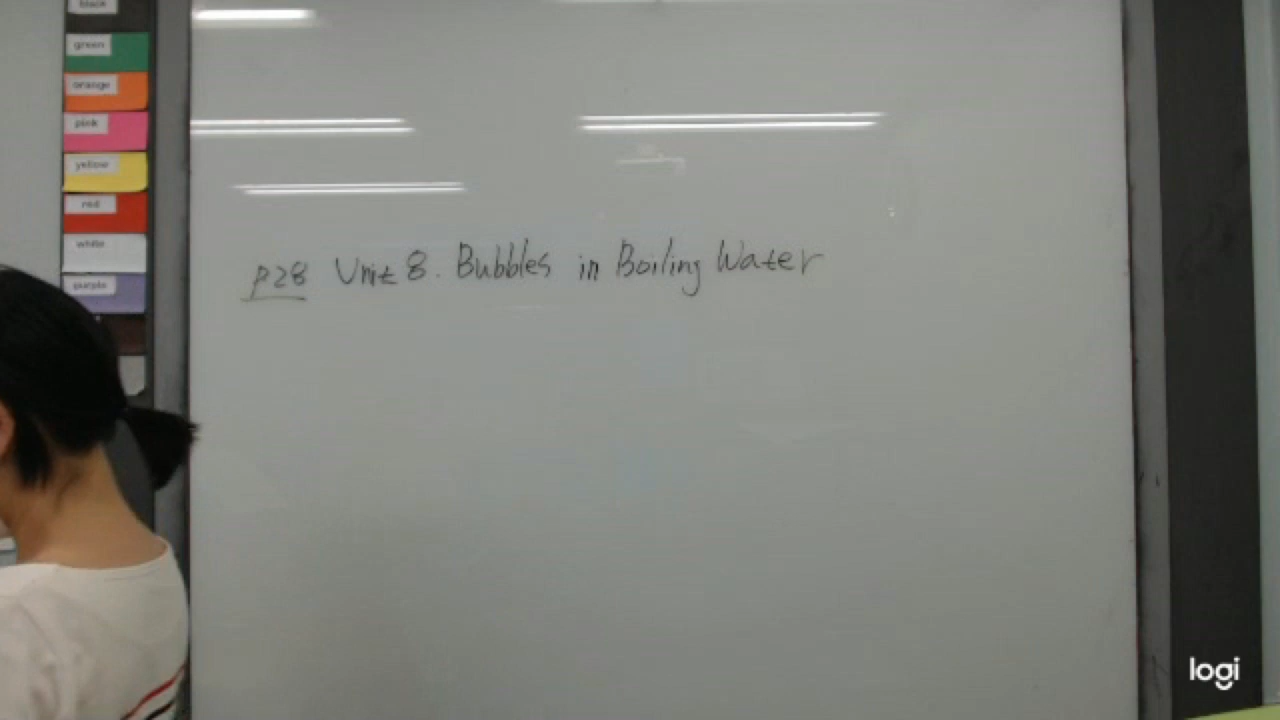 black
green
orange
pink
yellow
red
white
purple
P28 Unit 8. Bubbles in Boiling Water
logi